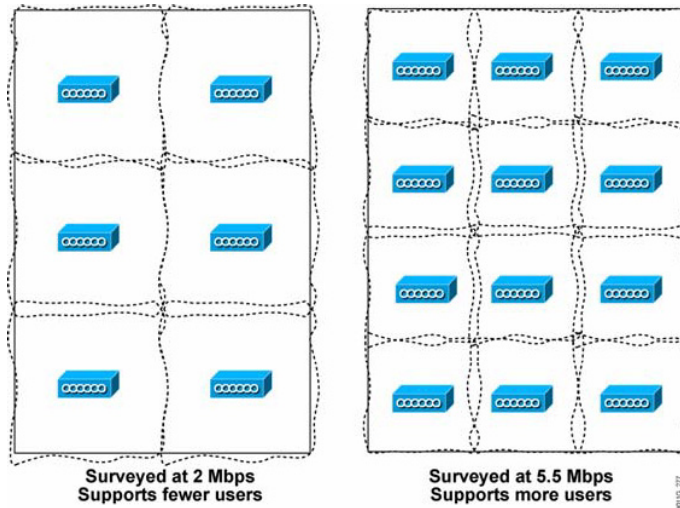 Surveyed at 2 Mbps
Supports fewer users
Surveyed at 5.5 Mbps
Supports more users